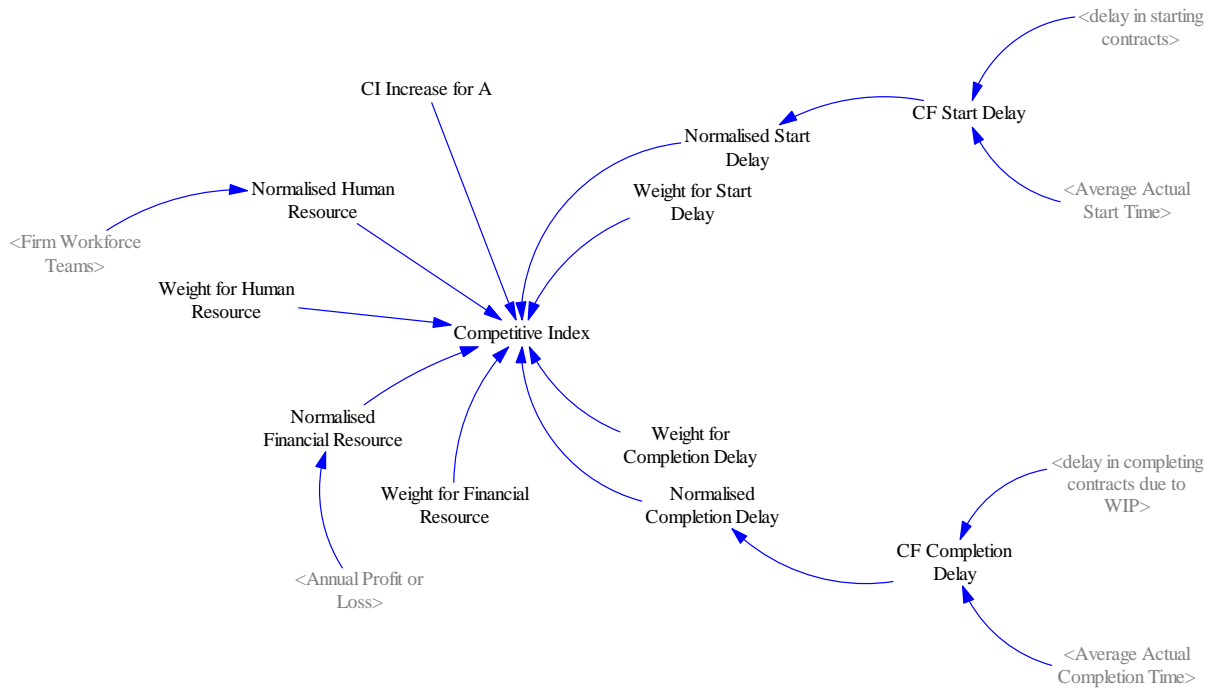 <delay in starting
contracts>
CI Increase for A
CF Start Delay
Normalised Start
Delay
Normalised Human
Resource
Weight for Start
Delay
<Average Actual
Start Time>
<Firm Workforce
Teams>
Weight for Human
Resource
Competitive Index
Normalised
Financial Resource
Weight for
Completion Delay
<delay in completing
contracts due to
WIP>
Weight for Financial
Resource
Normalised
Completion Delay
CF Completion
Delay
<Annual Profit or
Loss>
<Average Actual
Completion Time>